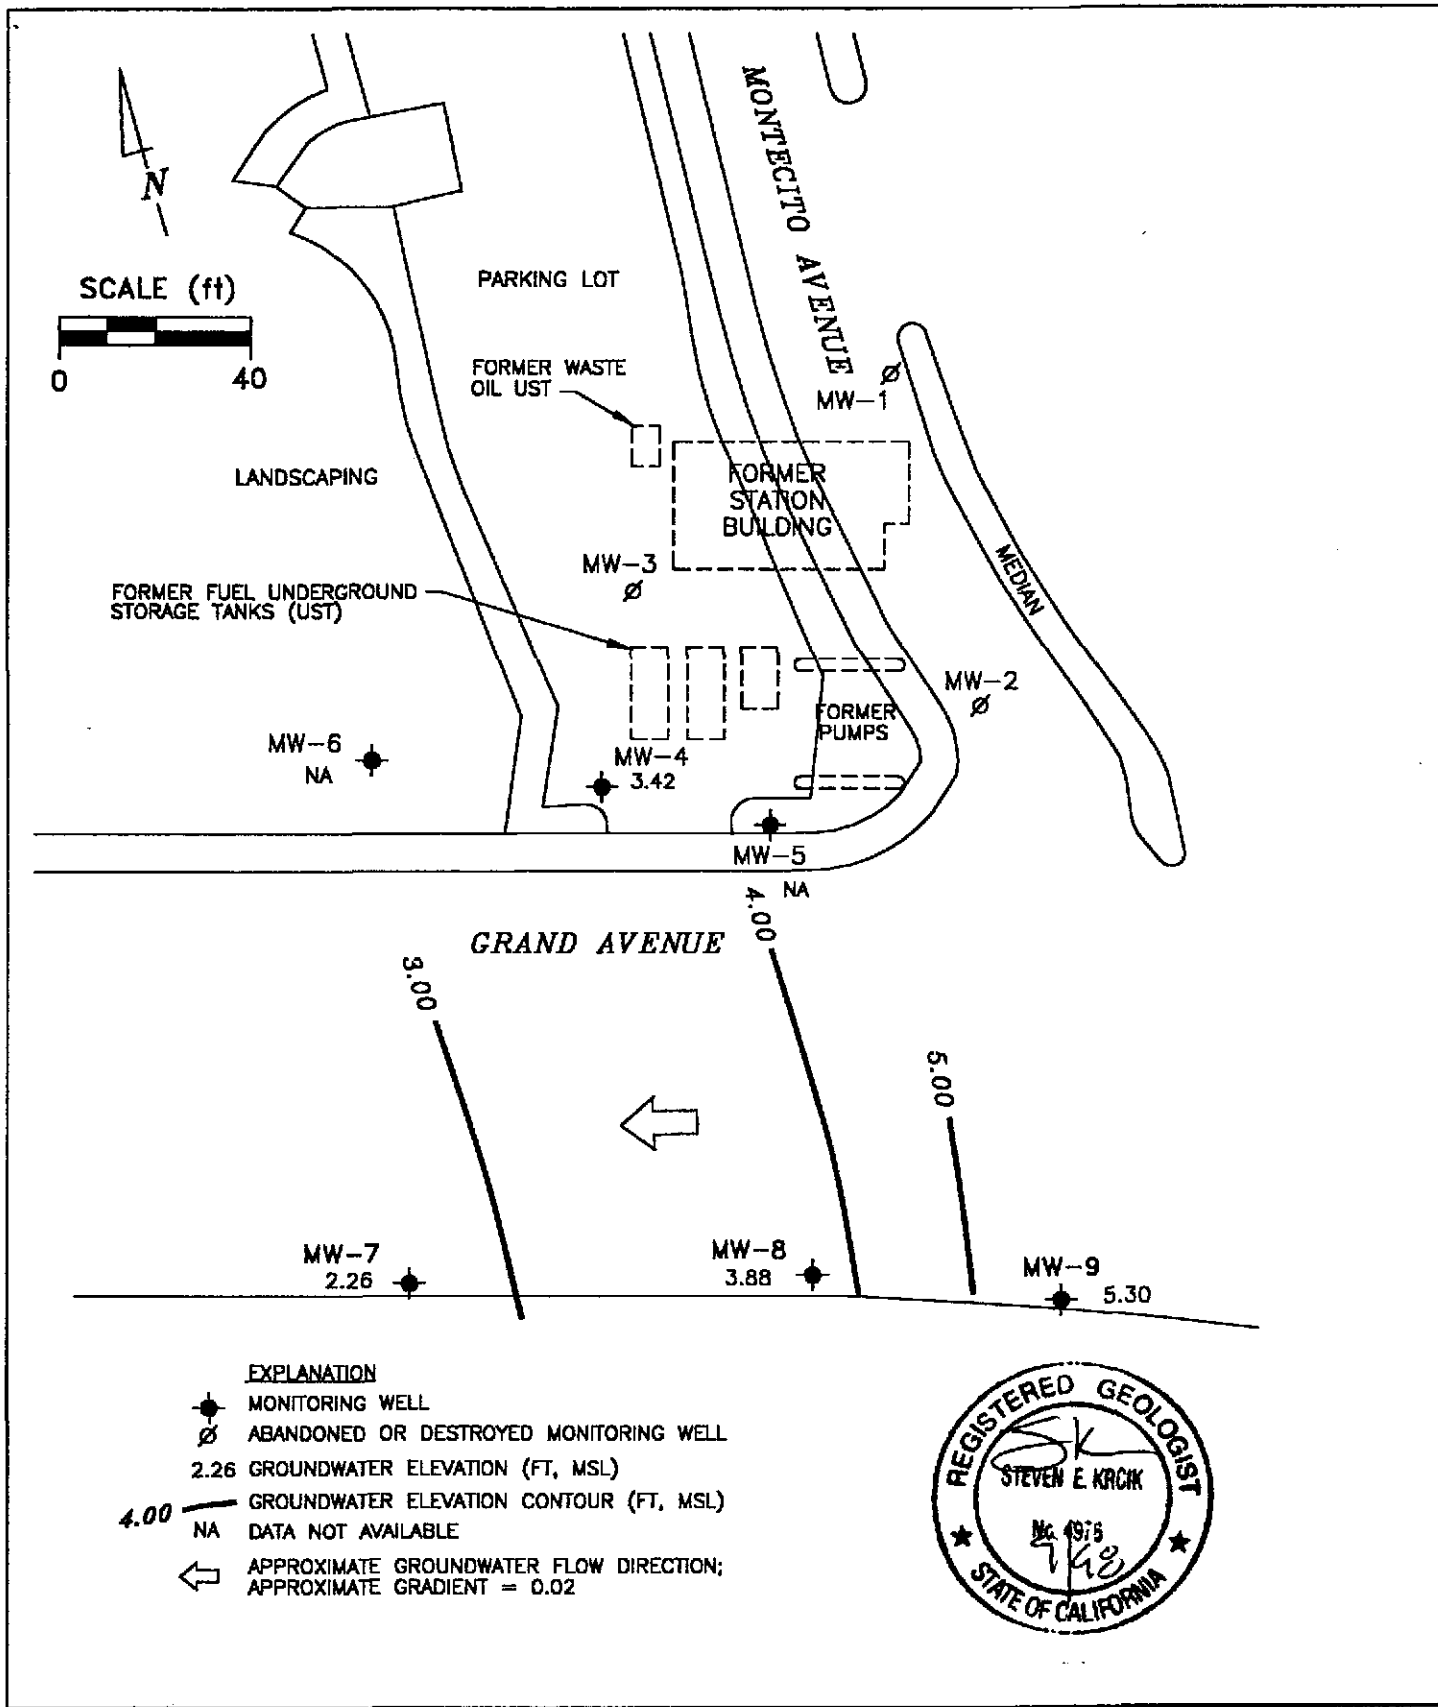 MONTECITO AVENUE
N
SCALE (ft)
0 40
PARKING LOT
FORMER WASTE
OIL UST
MW-1
LANDSCAPING
FORMER
STATION
BUILDING
MEDIAN
MW-3
FORMER FUEL UNDERGROUND
STORAGE TANKS (UST)
MW-2
FORMER
PUMPS
MW-6
NA
MW-4
3.42
MW-5
NA
4.00
GRAND AVENUE
3.00
5.00
MW-7
2.26
MW-8
3.88
MW-9
5.30
EXPLANATION
MONITORING WELL
ABANDONED OR DESTROYED MONITORING WELL
2.26 GROUNDWATER ELEVATION (FT, MSL)
4.00 GROUNDWATER ELEVATION CONTOUR (FT, MSL)
NA DATA NOT AVAILABLE
APPROXIMATE GROUNDWATER FLOW DIRECTION;
APPROXIMATE GRADIENT = 0.02
REGISTERED GEOLOGIST
STEVEN E. KRCIK
No. 4976
STATE OF CALIFORNIA